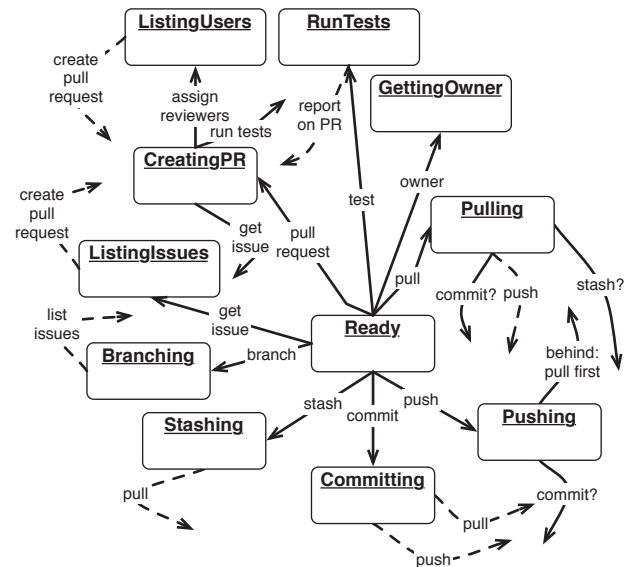 ListingUsers
RunTests
create
pull
request
GettingOwner
assign
reviewers
run tests
report
on PR
CreatingPR
create
pull
request
get
issue
pull
request
test
owner
Pulling
ListingIssues
pull
commit?
push
stash?
list
issues
get
issue
Ready
Branching
branch
behind:
pull first
stash
commit
push
Stashing
Pushing
pull
Committing
commit?
pull
push